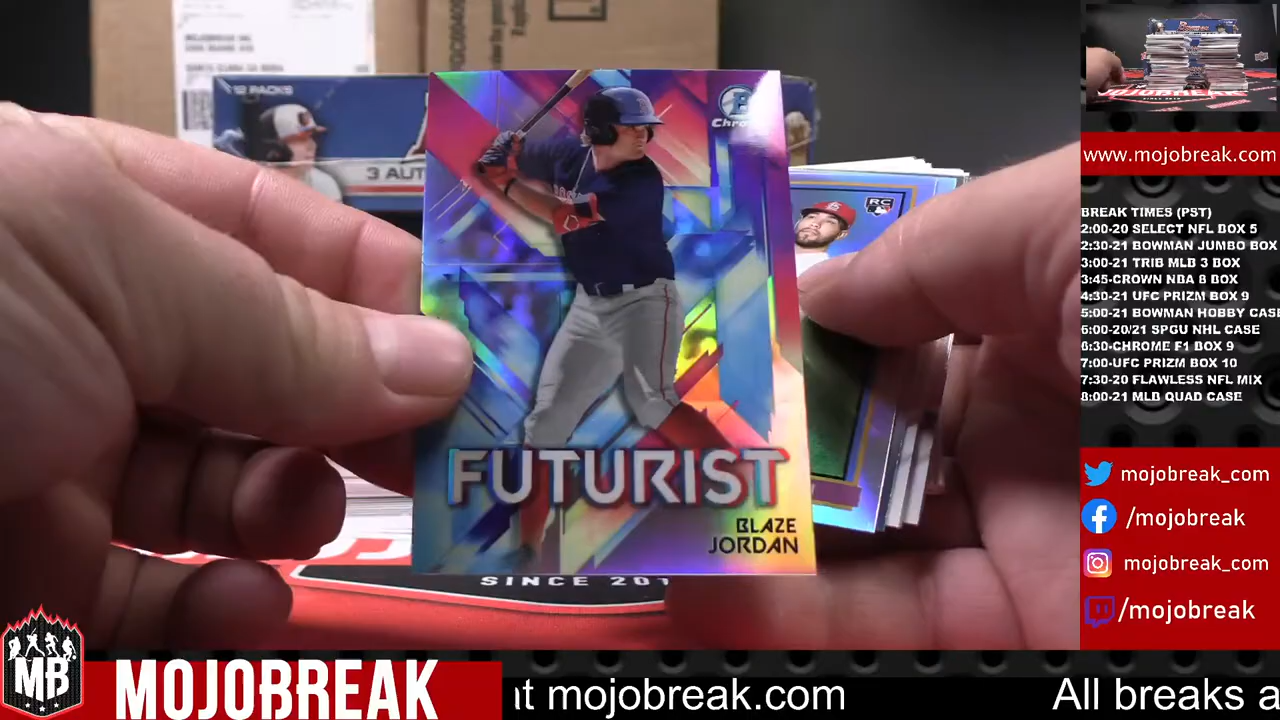 12 PACKS
3 AUT
Chro
RC
FUTURIST
BLAZE
JORDAN
SINCE 201
MB
MOJOBREAK
at mojobreak.com
All breaks a
www.mojobreak.com
BREAK TIMES (PST)
2:00-20 SELECT NFL BOX 5
2:30-21 BOWMAN JUMBO BOX
3:00-21 TRIB MLB 3 BOX
3:45-CROWN NBA 8 BOX
4:30-21 UFC PRIZM BOX 9
5:00-21 BOWMAN HOBBY CASE
6:00-20/21 SPGU NHL CASE
6:30-CHROME F1 BOX 9
7:00-UFC PRIZM BOX 10
7:30-20 FLAWLESS NFL MIX
8:00-21 MLB QUAD CASE
mojobreak_com
/mojobreak
mojobreak_com
/mojobreak